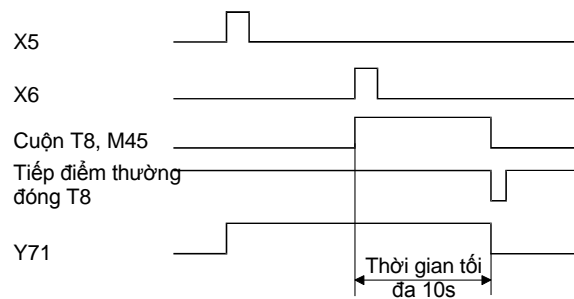 X5
X6
Cuộn T8, M45
Tiếp điểm thường
đóng T8
Y71
Thời gian tối
đa 10s